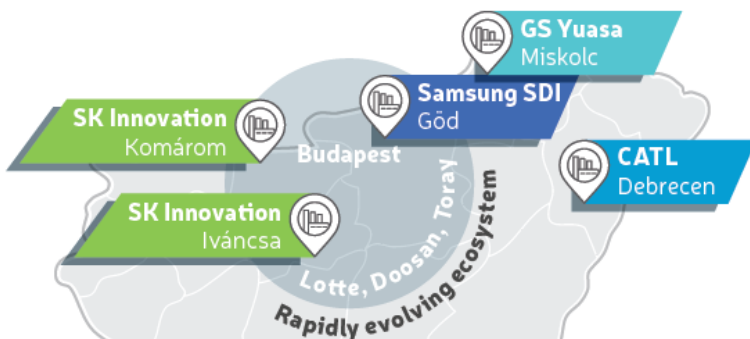 GS Yuasa
Miskolc
Samsung SDI
Göd
SK Innovation
Komárom
Budapest
CATL
Debrecen
SK Innovation
Iváncsa
Lotte, Doosan, Toray
Rapidly evolving ecosystem